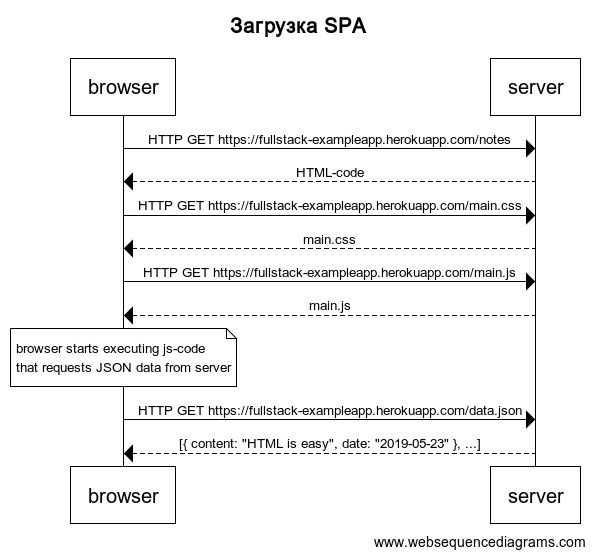 Загрузка SPA
browser
server
HTTP GET https://fullstack-exampleapp.herokuapp.com/notes
HTML-code
HTTP GET https://fullstack-exampleapp.herokuapp.com/main.css
main.css
HTTP GET https://fullstack-exampleapp.herokuapp.com/main.js
main.js
browser starts executing js-code
that requests JSON data from server
HTTP GET https://fullstack-exampleapp.herokuapp.com/data.json
[{ content: "HTML is easy", date: "2019-05-23" }, ...]
browser
server
www.websequencediagrams.com